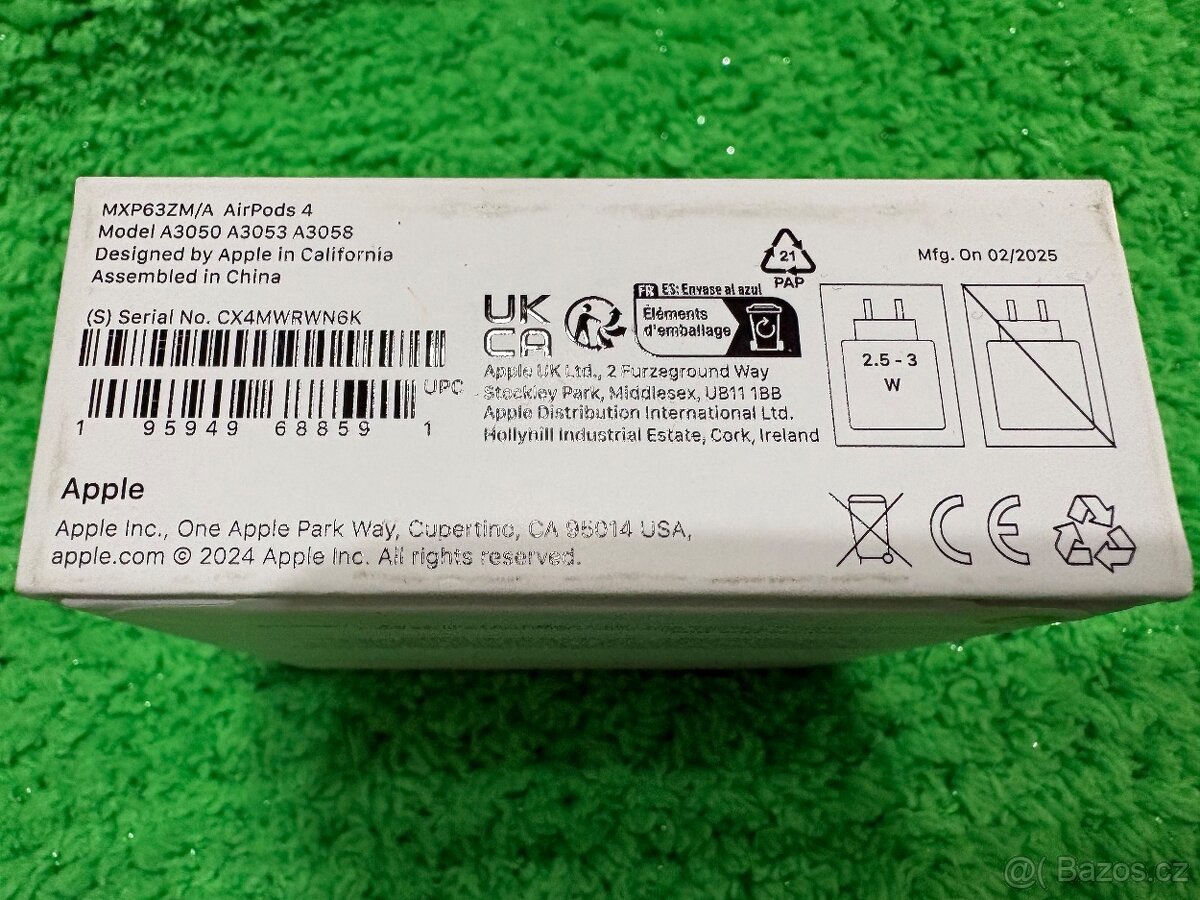 MXP63ZM/A AirPods 4
Model A3050 A3053 A3058
Designed by Apple in California
Assembled in China
(S) Serial No. CX4MWRWN6K
UPC
1 95949 68859 1
UK
CA
FR ES: Envase al azul
Éléments
d'emballage
21
PAP
Mfg. On 02/2025
2.5 - 3
W
Apple UK Ltd., 2 Furzeground Way
Stockley Park, Middlesex, UB11 1BB
Apple Distribution International Ltd.
Hollyhill Industrial Estate, Cork, Ireland
Apple
Apple Inc., One Apple Park Way, Cupertino, CA 95014 USA,
apple.com © 2024 Apple Inc. All rights reserved.
CE
@( Bazos.cz